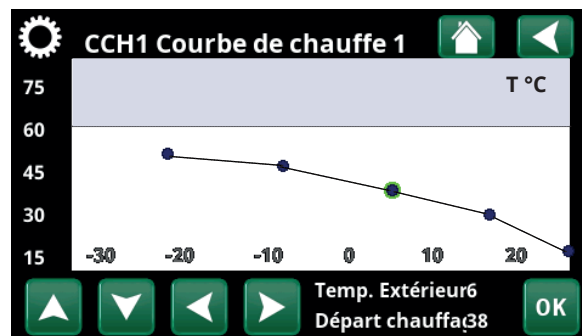 CCH1 Courbe de chauffe 1
T °C
75
60
45
30
15
-30 -20 -10 0 10 20
Temp. Extérieur6
Départ chauffag38
OK